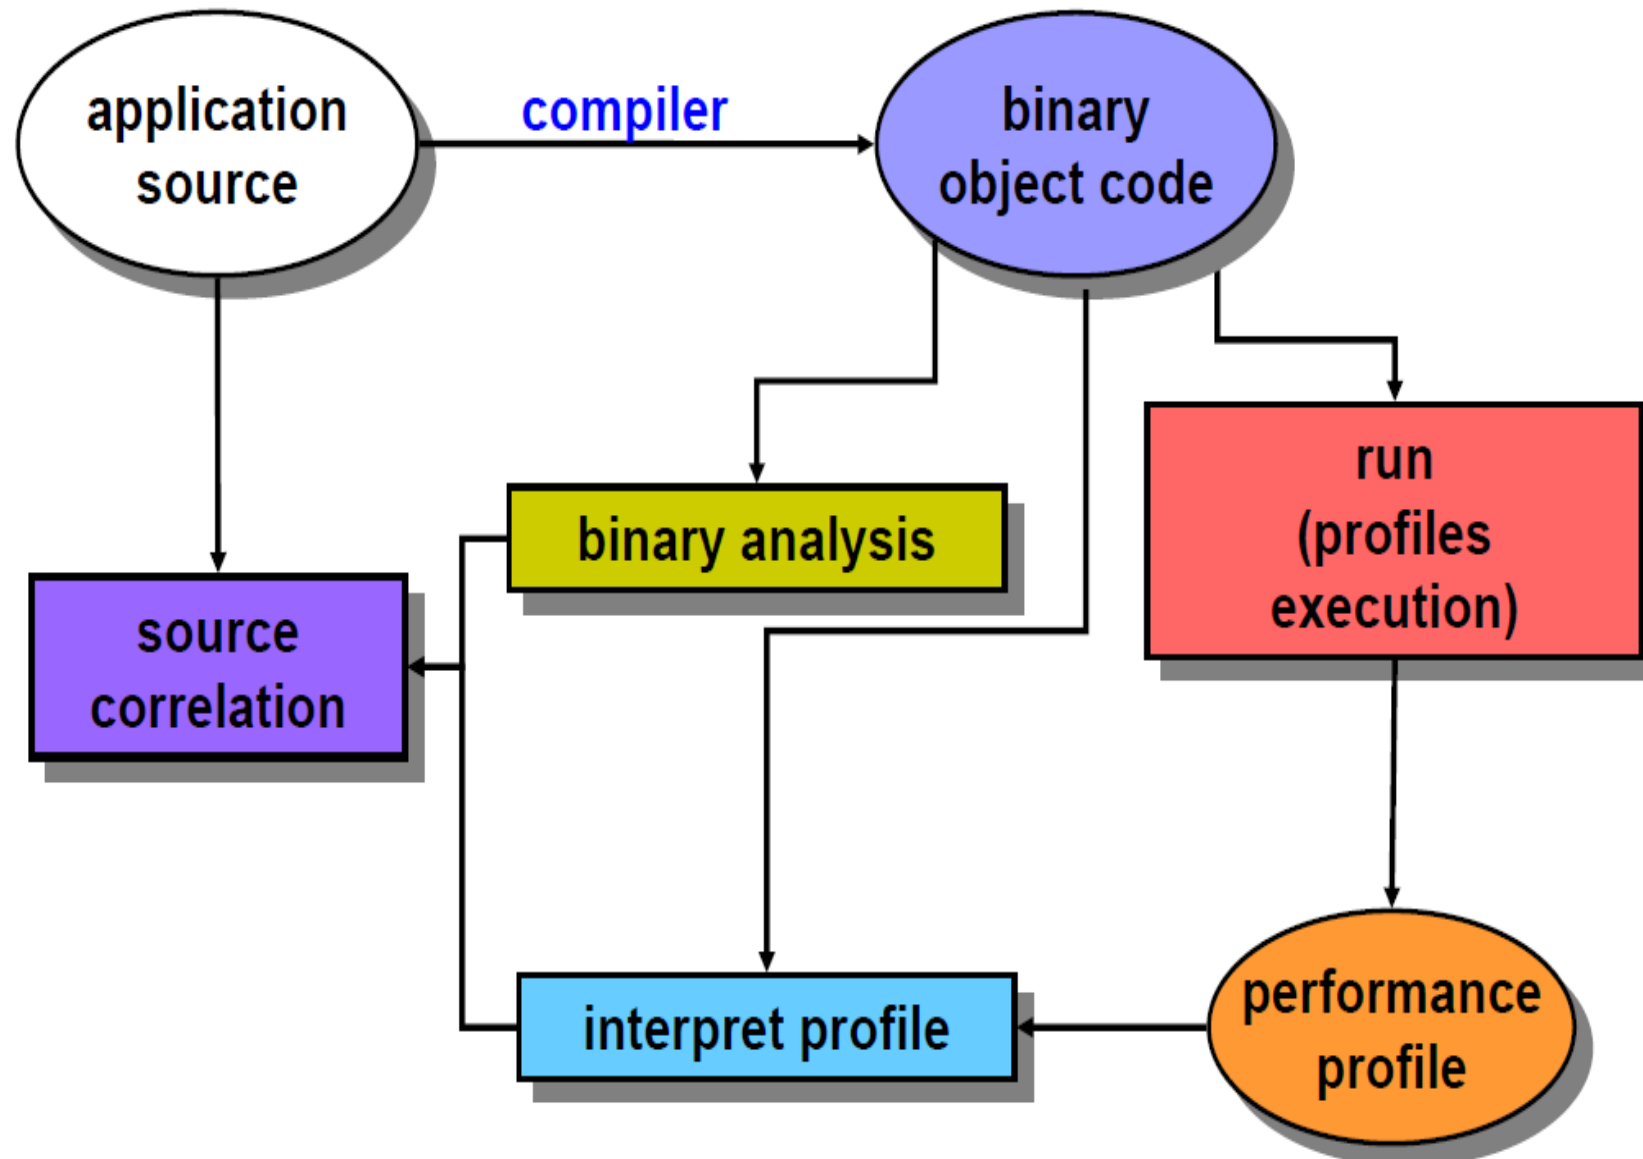 application
source
compiler
binary
object code
binary analysis
run
(profiles
execution)
source
correlation
interpret profile
performance
profile